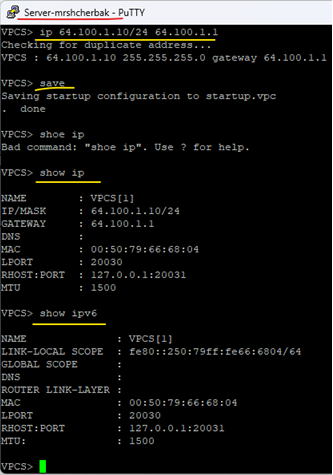 Server-mrshcherbak - PuTTY
VPCS> ip 64.100.1.10/24 64.100.1.1
Checking for duplicate address...
VPCS : 64.100.1.10 255.255.255.0 gateway 64.100.1.1
VPCS> save
Saving startup configuration to startup.vpc
.  done
VPCS> shoe ip
Bad command: "shoe ip". Use ? for help.
VPCS> show ip
NAME        : VPCS[1]
IP/MASK     : 64.100.1.10/24
GATEWAY     : 64.100.1.1
DNS         :
MAC         : 00:50:79:66:68:04
LPORT       : 20030
RHOST:PORT  : 127.0.0.1:20031
MTU         : 1500
VPCS> show ipv6
NAME              : VPCS[1]
LINK-LOCAL SCOPE  : fe80::250:79ff:fe66:6804/64
GLOBAL SCOPE      :
DNS               :
ROUTER LINK-LAYER :
MAC               : 00:50:79:66:68:04
LPORT             : 20030
RHOST:PORT        : 127.0.0.1:20031
MTU:              : 1500
VPCS>